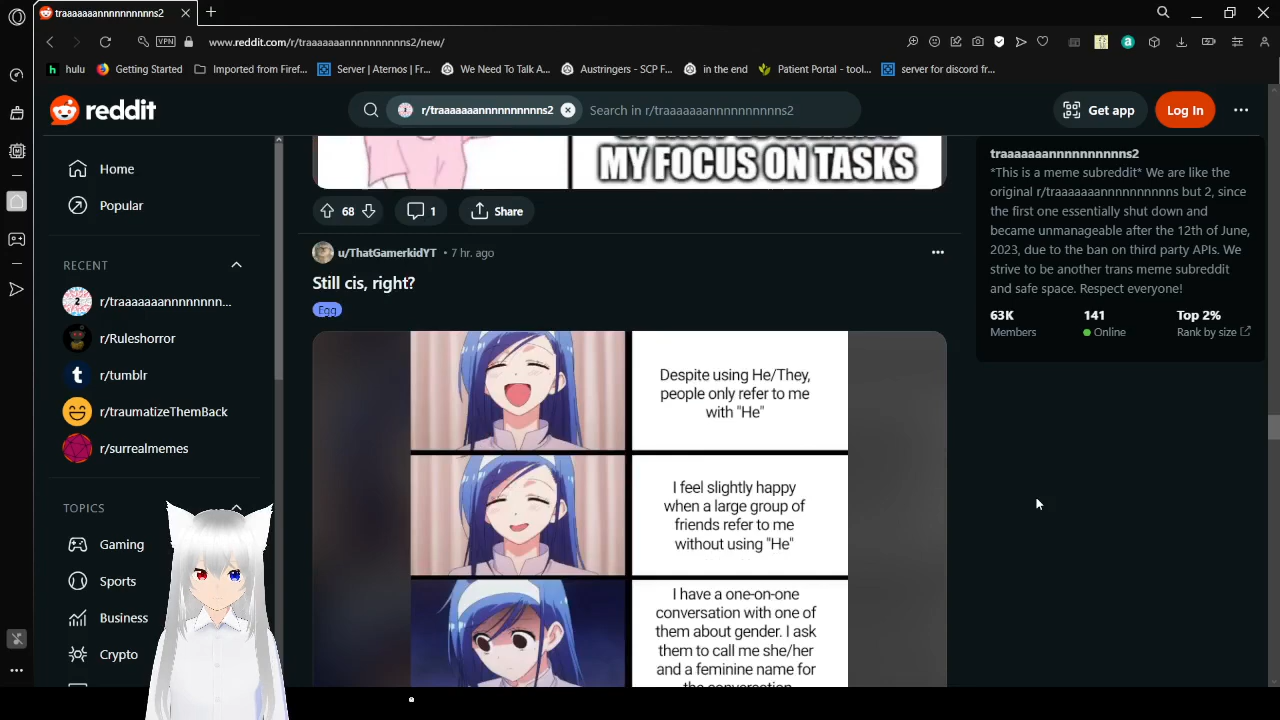 traaaaaaannnnnnnnnns2
www.reddit.com/r/traaaaaaannnnnnnnnns2/new/
VPN
hulu
Getting Started
Imported from Firef...
Server | Aternos | Fr...
We Need To Talk A...
Austringers - SCP F...
in the end
Patient Portal - tool...
server for discord fr...
reddit
r/traaaaaaannnnnnnnnns2
Search in r/traaaaaaannnnnnnnnns2
Get app
Log In
Home
Popular
RECENT
r/traaaaaaannnnnnn...
r/Ruleshorror
r/tumblr
r/traumatizeThemBack
r/surrealmemes
TOPICS
Gaming
Sports
Business
Crypto
MY FOCUS ON TASKS
68
1
Share
u/ThatGamerkidYT • 7 hr. ago
Still cis, right?
Egg
Despite using He/They,
people only refer to me
with "He"
I feel slightly happy
when a large group of
friends refer to me
without using "He"
I have a one-on-one
conversation with one of
them about gender. I ask
them to call me she/her
and a feminine name for
the conversation
traaaaaaannnnnnnnnns2
*This is a meme subreddit* We are like the
original r/traaaaaaannnnnnnnnns but 2, since
the first one essentially shut down and
became unmanageable after the 12th of June,
2023, due to the ban on third party APIs. We
strive to be another trans meme subreddit
and safe space. Respect everyone!
63K
Members
141
Online
Top 2%
Rank by size